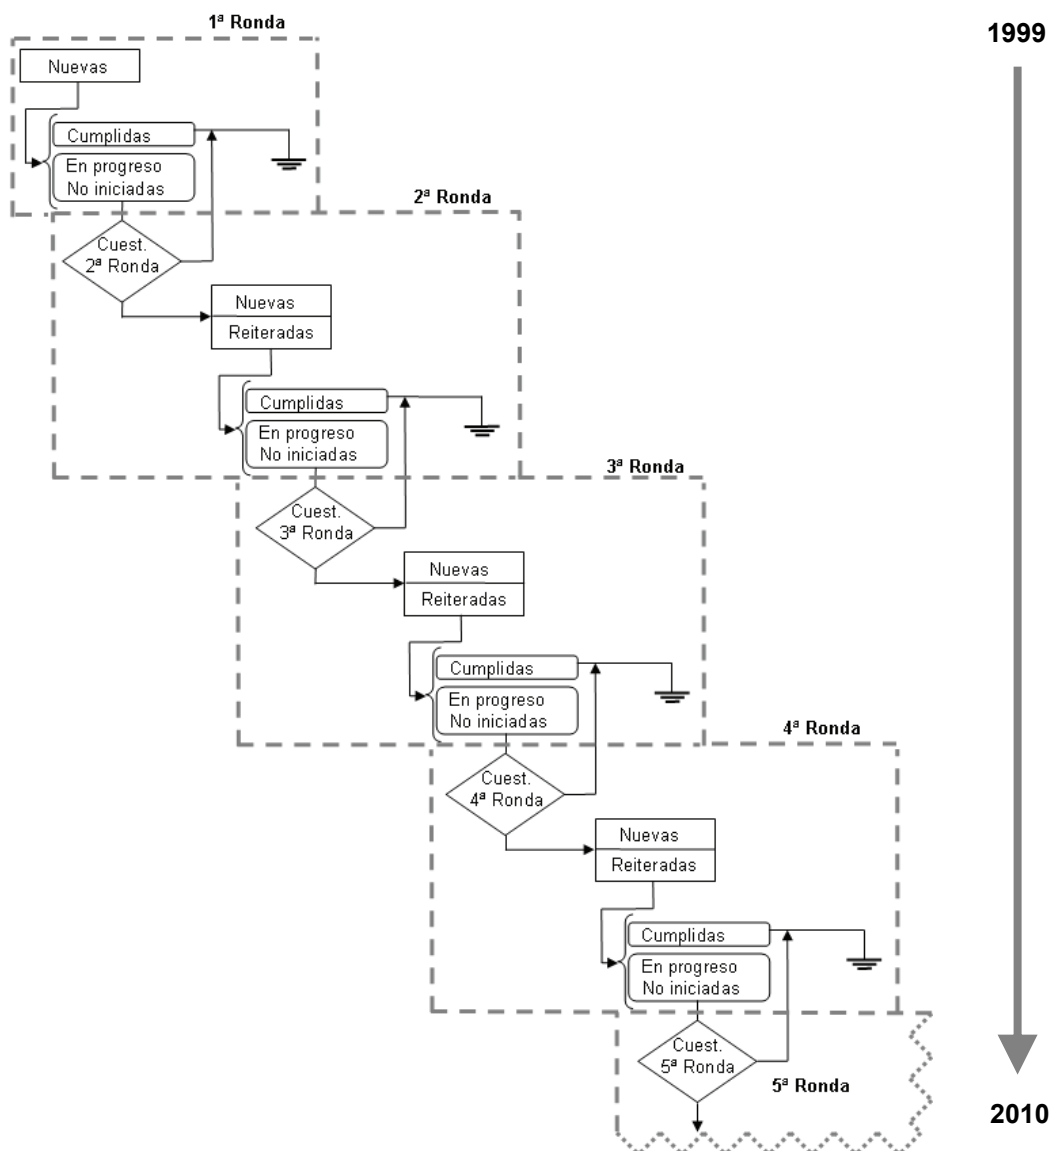 1ª Ronda
1999
Nuevas
Cumplidas
En progreso
No iniciadas
2ª Ronda
Cuest.
2ª Ronda
Nuevas
Reiteradas
Cumplidas
En progreso
No iniciadas
3ª Ronda
Cuest.
3ª Ronda
Nuevas
Reiteradas
Cumplidas
En progreso
No iniciadas
4ª Ronda
Cuest.
4ª Ronda
Nuevas
Reiteradas
Cumplidas
En progreso
No iniciadas
Cuest.
5ª Ronda
5ª Ronda
2010